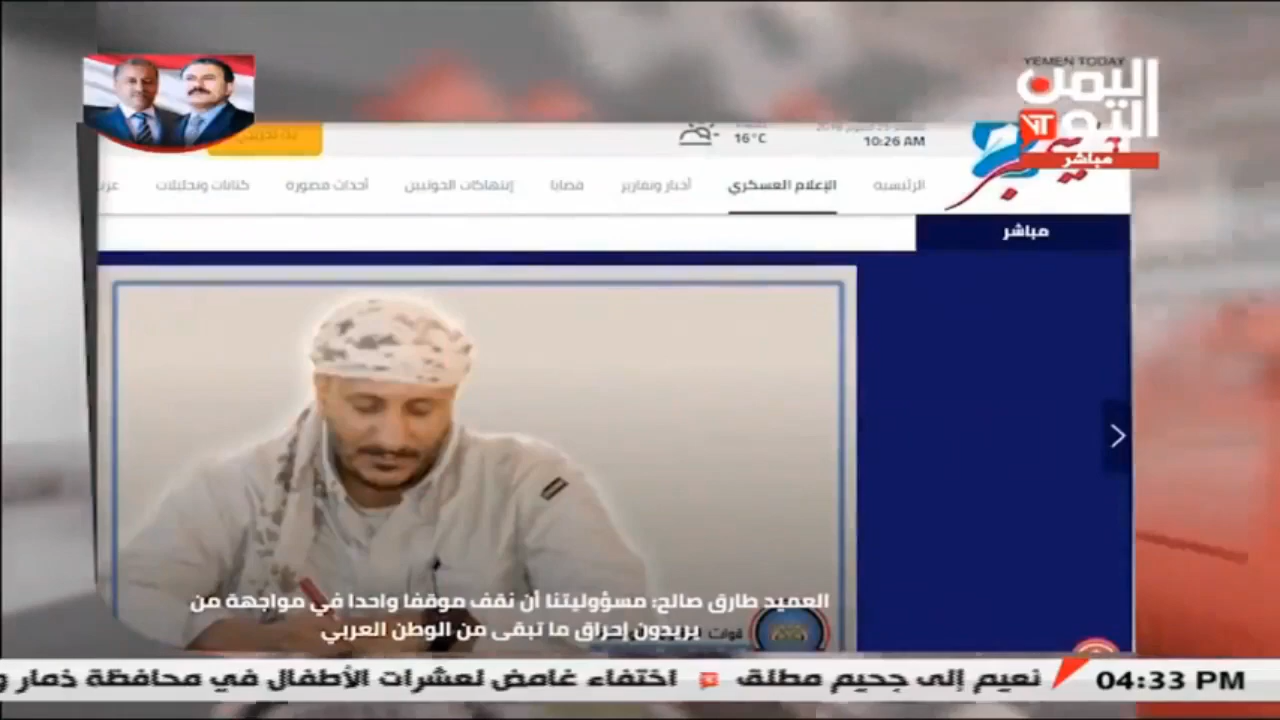 YEMEN TODAY
اليمن
اليوم
مباشر
16°C
10:26 AM
الرئيسية
الإعلام العسكري
أخبار وتقارير
قضايا
إنتهاكات الحوثيين
أحداث مصورة
كتابات وتحليلات
مباشر
العميد طارق صالح: مسؤوليتنا أن نقف موقفا واحدا في مواجهة من
يريدون إحراق ما تبقى من الوطن العربي
قوات
نعيم إلى جحيم مطلق
اختفاء غامض لعشرات الأطفال في محافظة ذمار و
04:33 PM